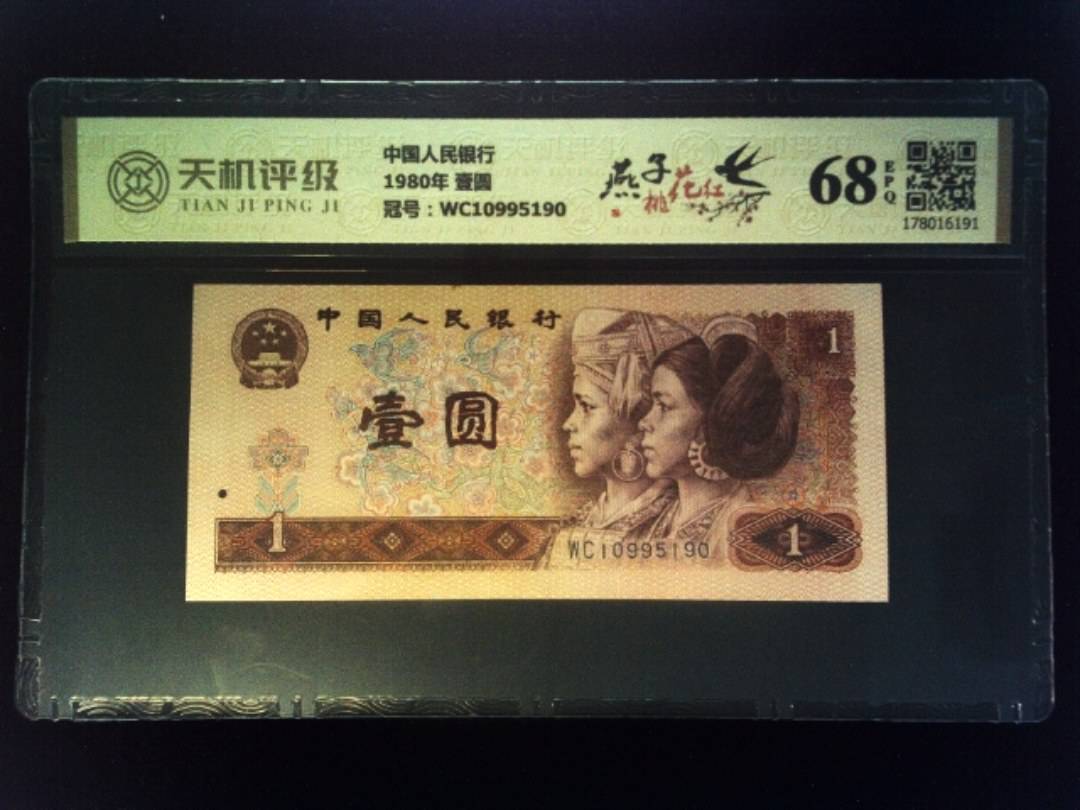 天机评级
TIAN JI PING JI
中国人民银行
1980年 壹圆
冠号：WC10995190
燕子
桃花红
68
EPQ
178016191
中国人民银行
1
壹圆
1
WC10995190
1